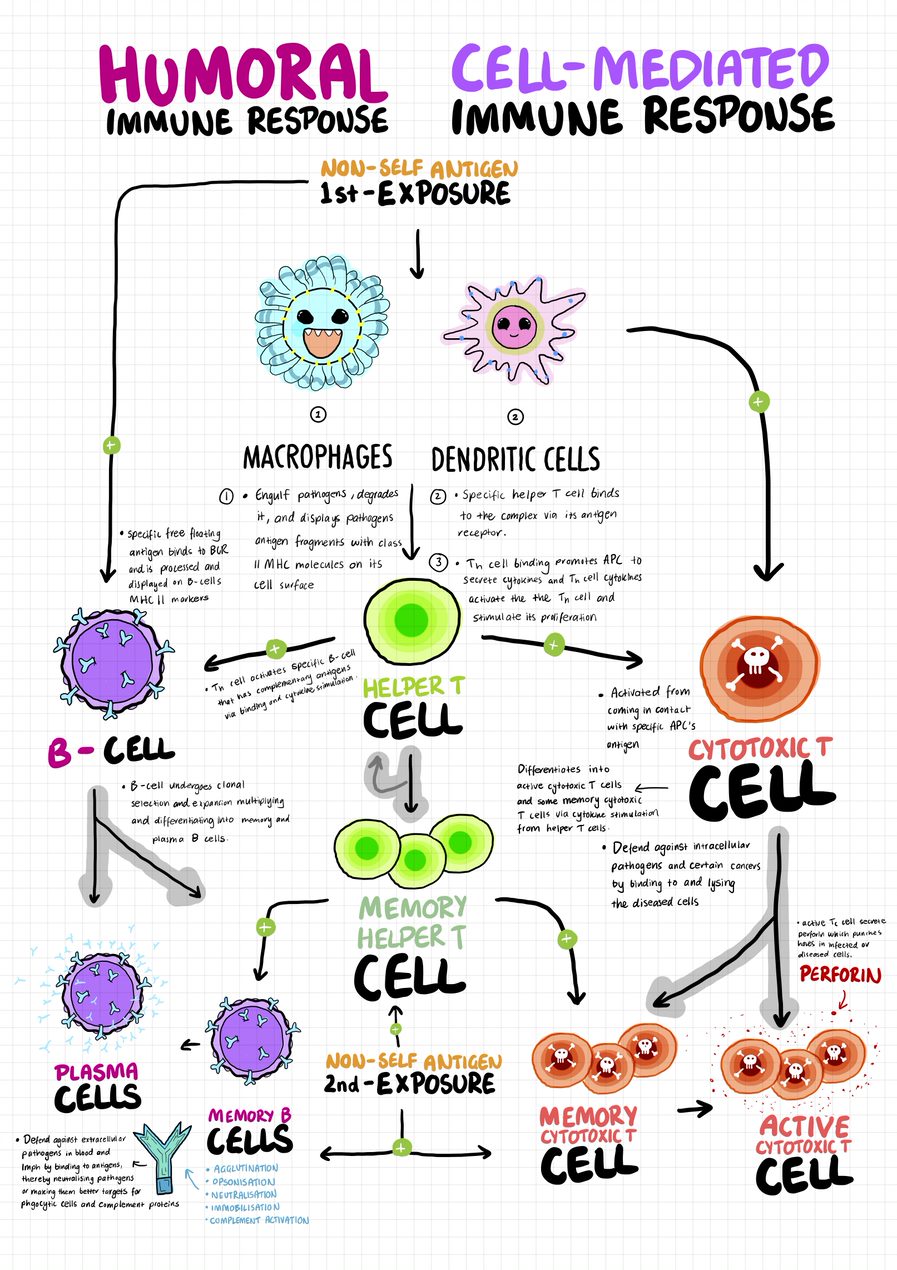 HUMORAL
IMMUNE RESPONSE
CELL-MEDIATED
IMMUNE RESPONSE
NON-SELF ANTIGEN
1st-EXPOSURE
+
+
1
2
MACROPHAGES
DENDRITIC CELLS
1 • Engulf pathogens, degrades
it, and displays pathogens
antigen fragments with class
II MHC molecules on its
cell surface
2 • Specific helper T cell binds
to the complex via its antigen
receptor.
3 • TH cell binding promotes APC to
secrete cytokines and TH cell cytokines
activate the the TH cell and
stimulate its proliferation
• Specific free floating
antigen binds to BCR
and is processed and
displayed on B-cells
MHC II markers
+
+
• TH cell activates specific B-cell
that has complementary antigens
via binding and cytokine stimulation.
HELPER T
CELL
B-CELL
• Activated from
coming in contact
with specific APC's
antigen
CYTOTOXIC T
CELL
• B-cell undergoes clonal
selection and expansion multiplying
and differentiating into memory and
plasma B cells.
Differentiates into
active cytotoxic T cells
and some memory cytotoxic
T cells via cytokine stimulation
from helper T cells.
• Defend against intracellular
pathogens and certain cancers
by binding to and lysing
the diseased cells
MEMORY
HELPER T
CELL
+
+
• active Tc cell secrete
perforin which punches
holes in infected or
diseased cells.
PERFORIN
+
NON-SELF ANTIGEN
2nd-EXPOSURE
+
PLASMA
CELLS
MEMORY B
CELLS
MEMORY
CYTOTOXIC T
CELL
ACTIVE
CYTOTOXIC T
CELL
• Defend against extracellular
pathogens in blood and
lmph by binding to antigens,
thereby neutralising pathogens
or making them better targets for
phgocytic cells and complement proteins
• AGGLUTINATION
• OPSONISATION
• NEUTRALISATION
• IMMOBILISATION
• COMPLEMENT ACTIVATION